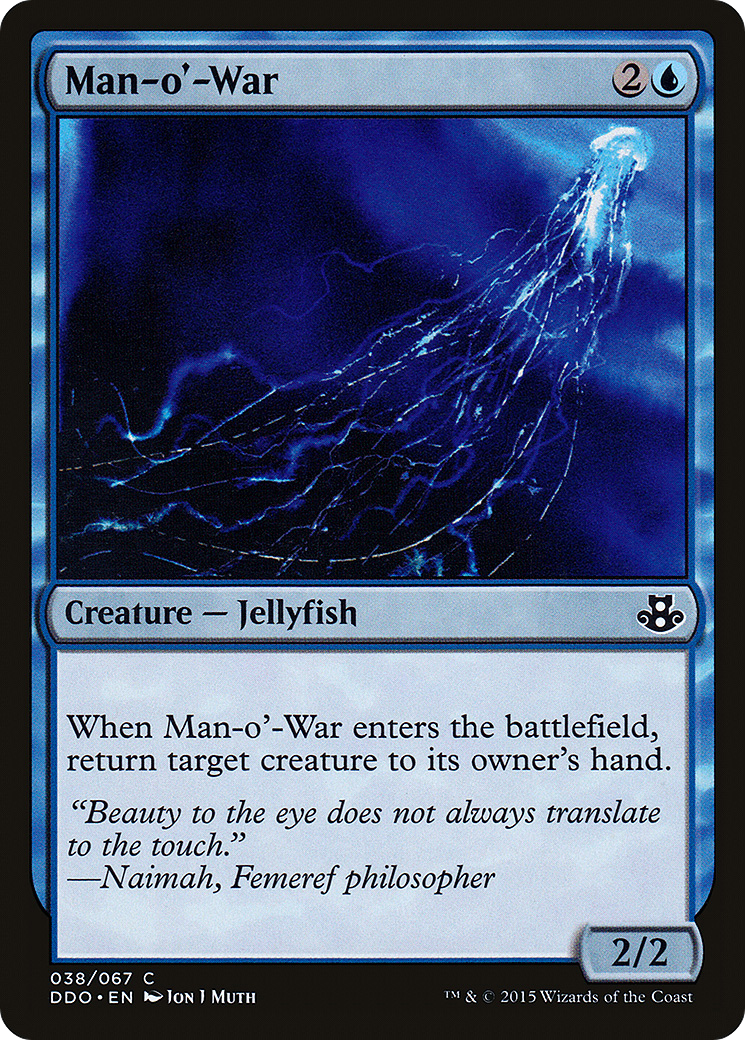 Man-o'-War 2
Creature — Jellyfish
When Man-o'-War enters the battlefield,
return target creature to its owner's hand.
"Beauty to the eye does not always translate
to the touch."
—Naimah, Femeref philosopher
2/2
038/067 C
DDO • EN Jon J Muth
™ & © 2015 Wizards of the Coast